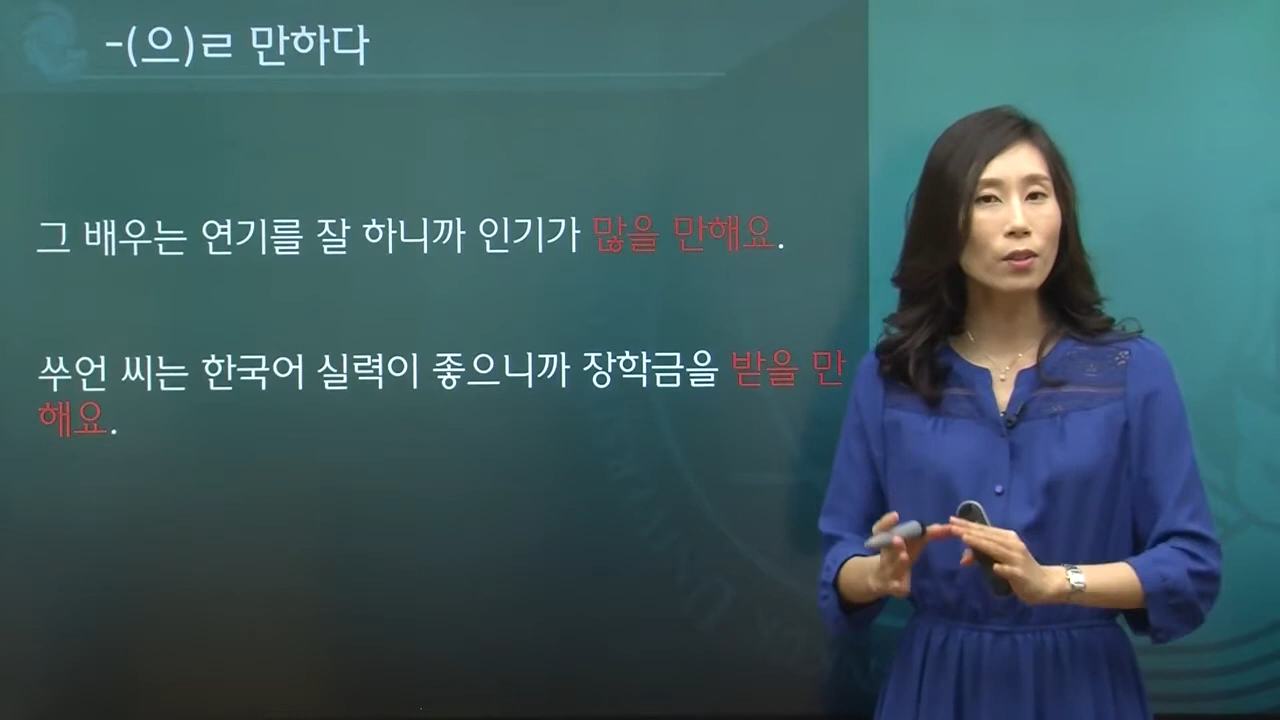 -(으)ㄹ 만하다
그 배우는 연기를 잘 하니까 인기가 많을 만해요.
쑤언 씨는 한국어 실력이 좋으니까 장학금을 받을 만
해요.